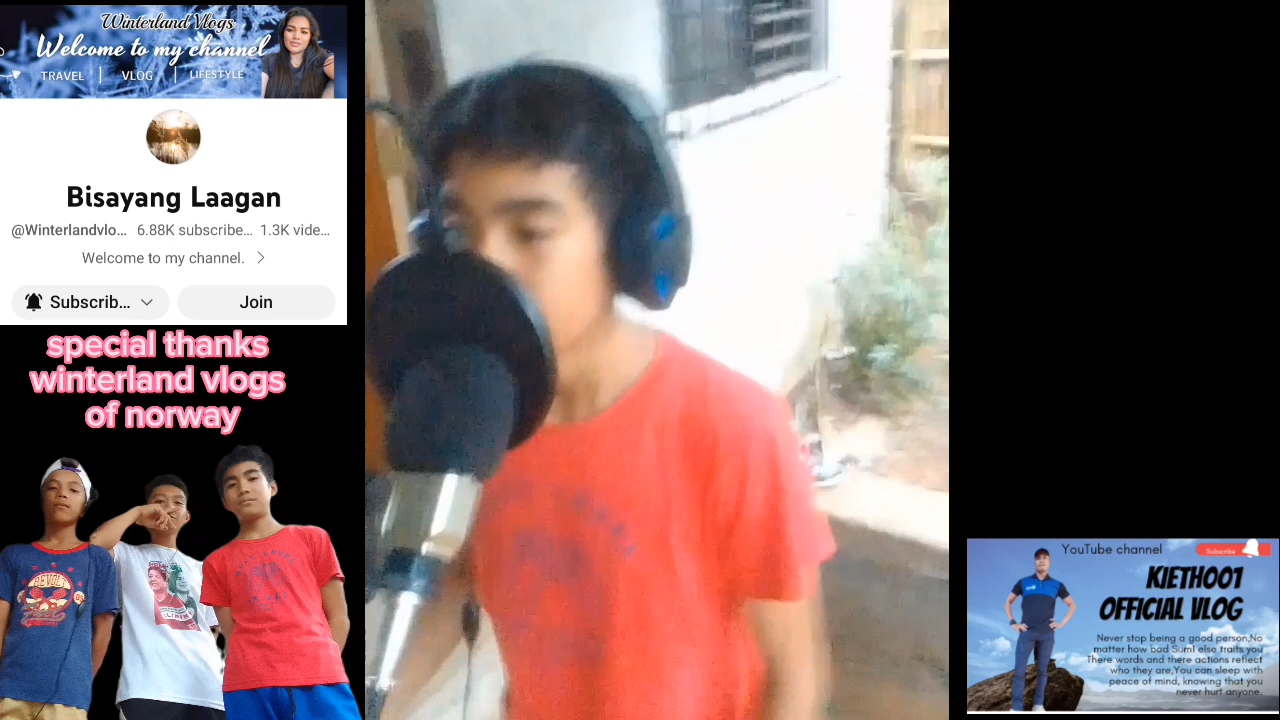 Winterland Vlogs
Welcome to my channel
TRAVEL | VLOG | LIFESTYLE
Bisayang Laagan
@Winterlandvlo... 6.88K subscribe... 1.3K vide...
Welcome to my channel. >
Subscrib...
Join
special thanks
winterland vlogs
of norway
REVOLT
YouTube channel
Subscribe
KIETH001
OFFICIAL VLOG
Never stop being a good person,No
matter how bad Suml else traits you
There words and there actions reflect
who they are,You can sleep with
peace of mind, knowing that you
never hurt anyone.